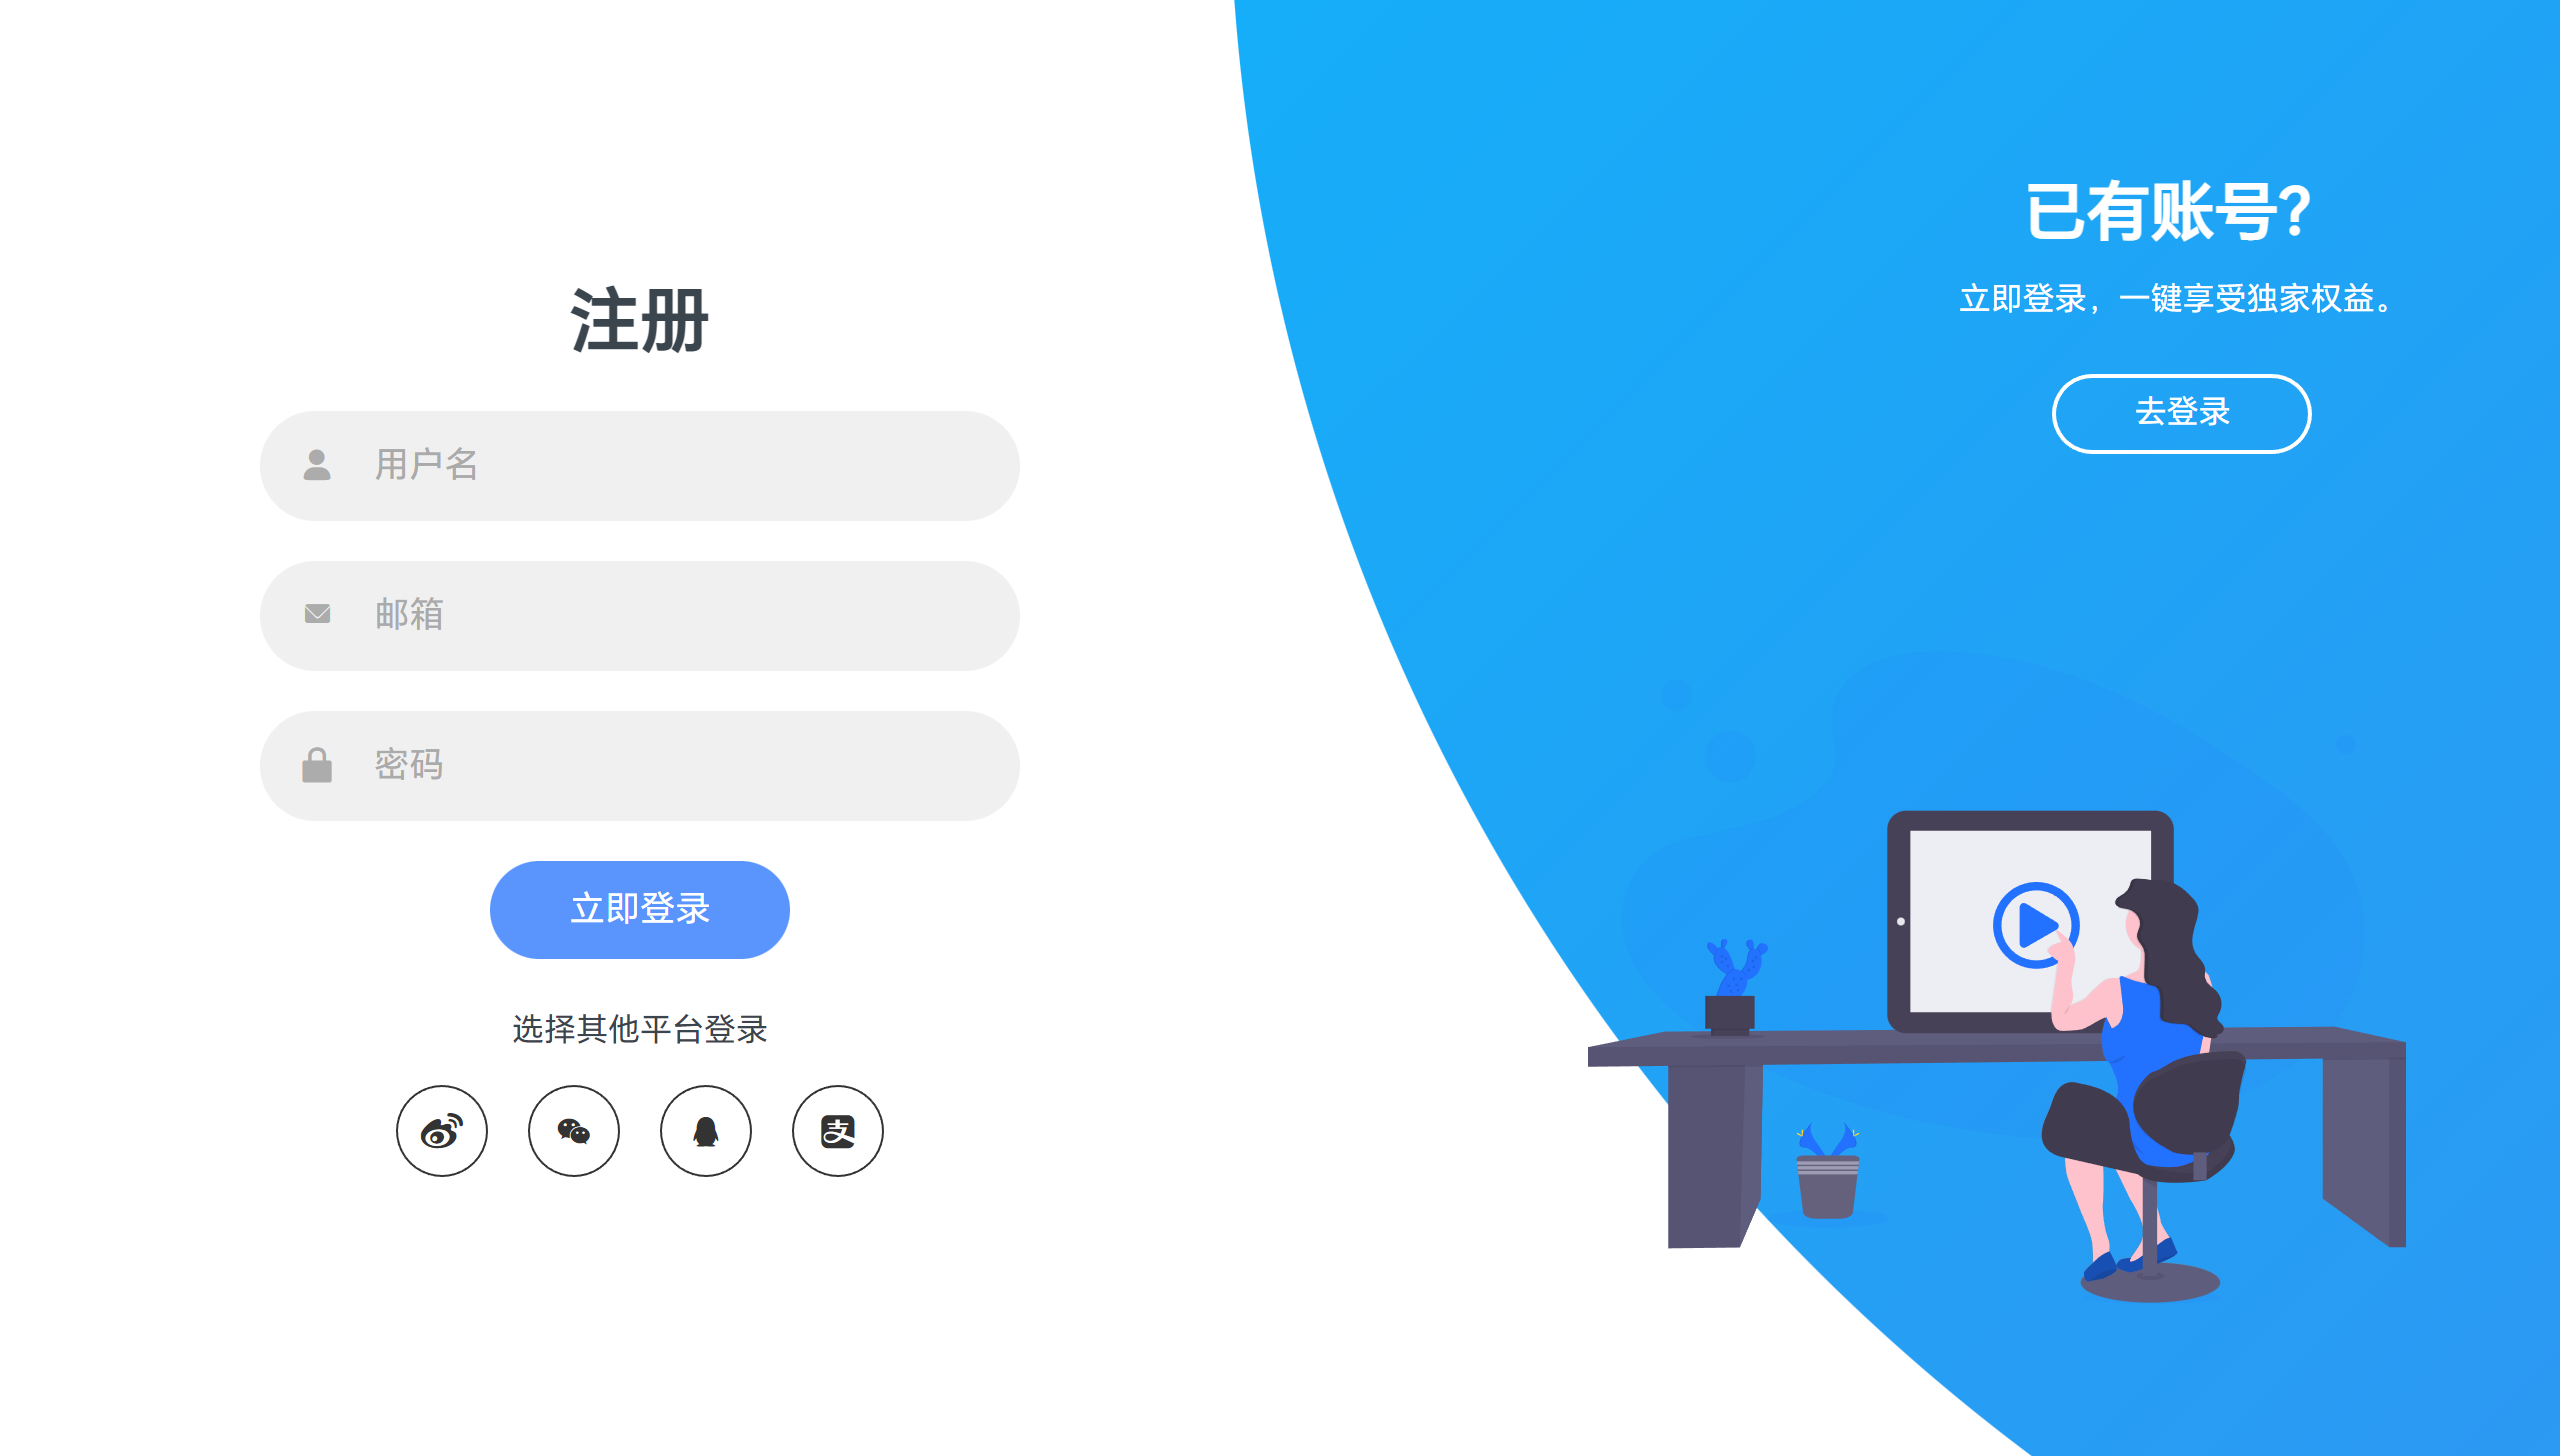 注册
用户名
邮箱
密码
立即登录
选择其他平台登录
已有账号？
立即登录，一键享受独家权益。
去登录